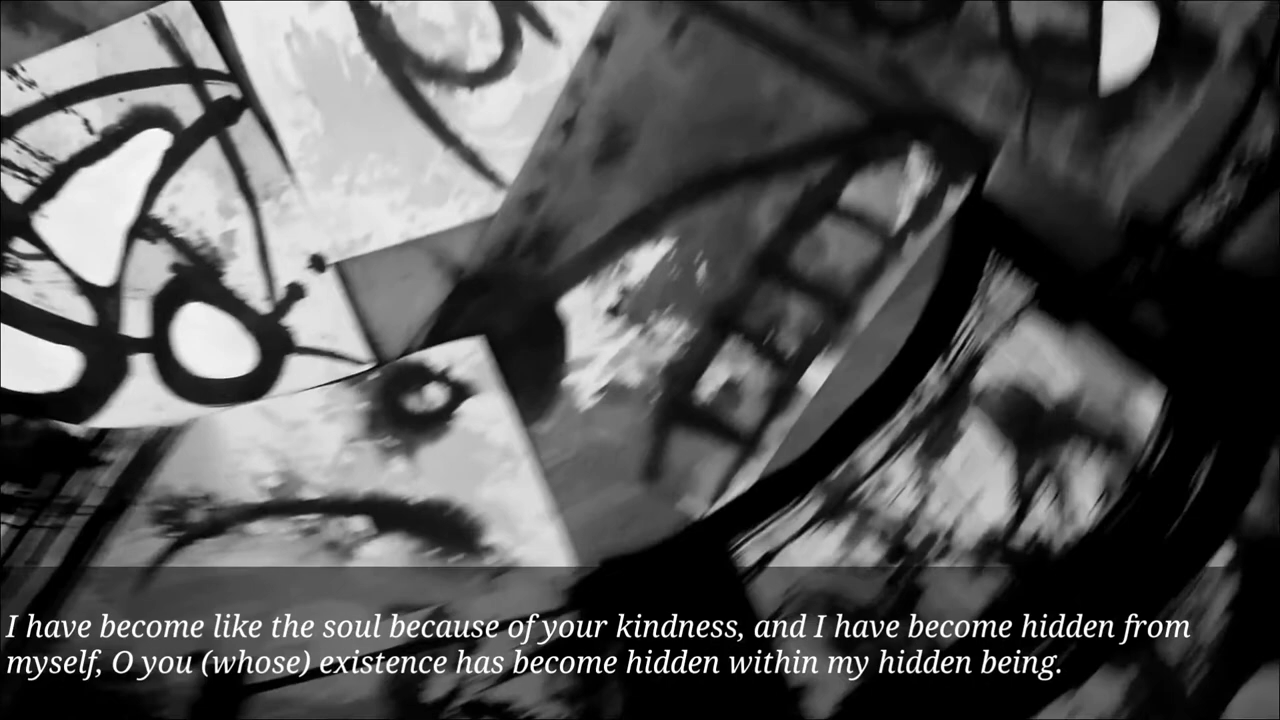 I have become like the soul because of your kindness, and I have become hidden from
myself, O you (whose) existence has become hidden within my hidden being.